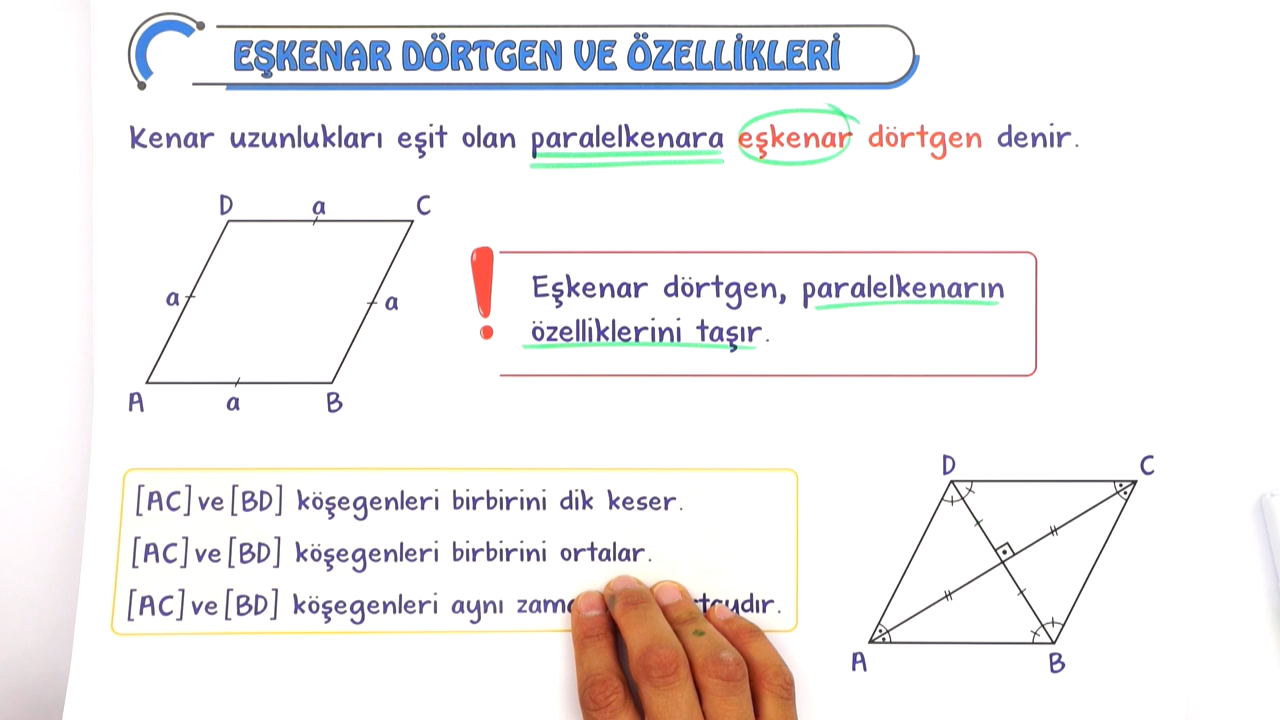 EŞKENAR DÖRTGEN VE ÖZELLİKLERİ
Kenar uzunlukları eşit olan paralelkenara eşkenar dörtgen denir.
D a C
a a
A a B
Eşkenar dörtgen, paralelkenarın
özelliklerini taşır.
[AC] ve [BD] köşegenleri birbirini dik keser.
[AC] ve [BD] köşegenleri birbirini ortalar.
[AC] ve [BD] köşegenleri aynı
D C
A B